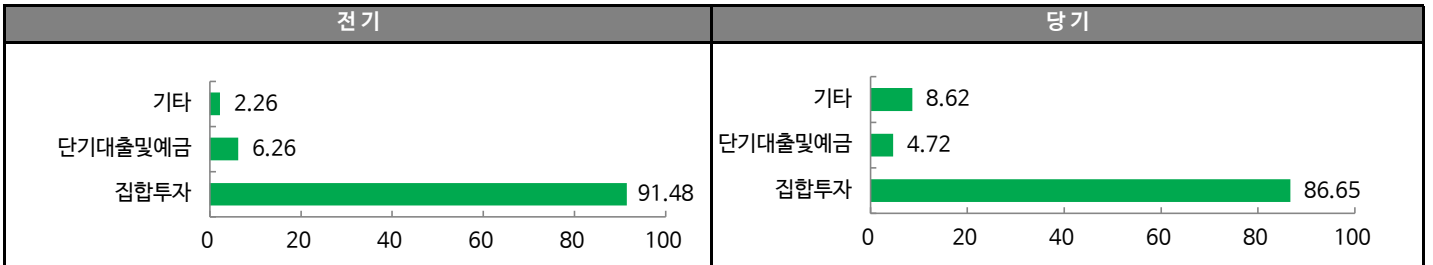 전 기
당 기
기타 2.26
단기대출및예금 6.26
집합투자 91.48
0 20 40 60 80 100
기타 8.62
단기대출및예금 4.72
집합투자 86.65
0 20 40 60 80 100